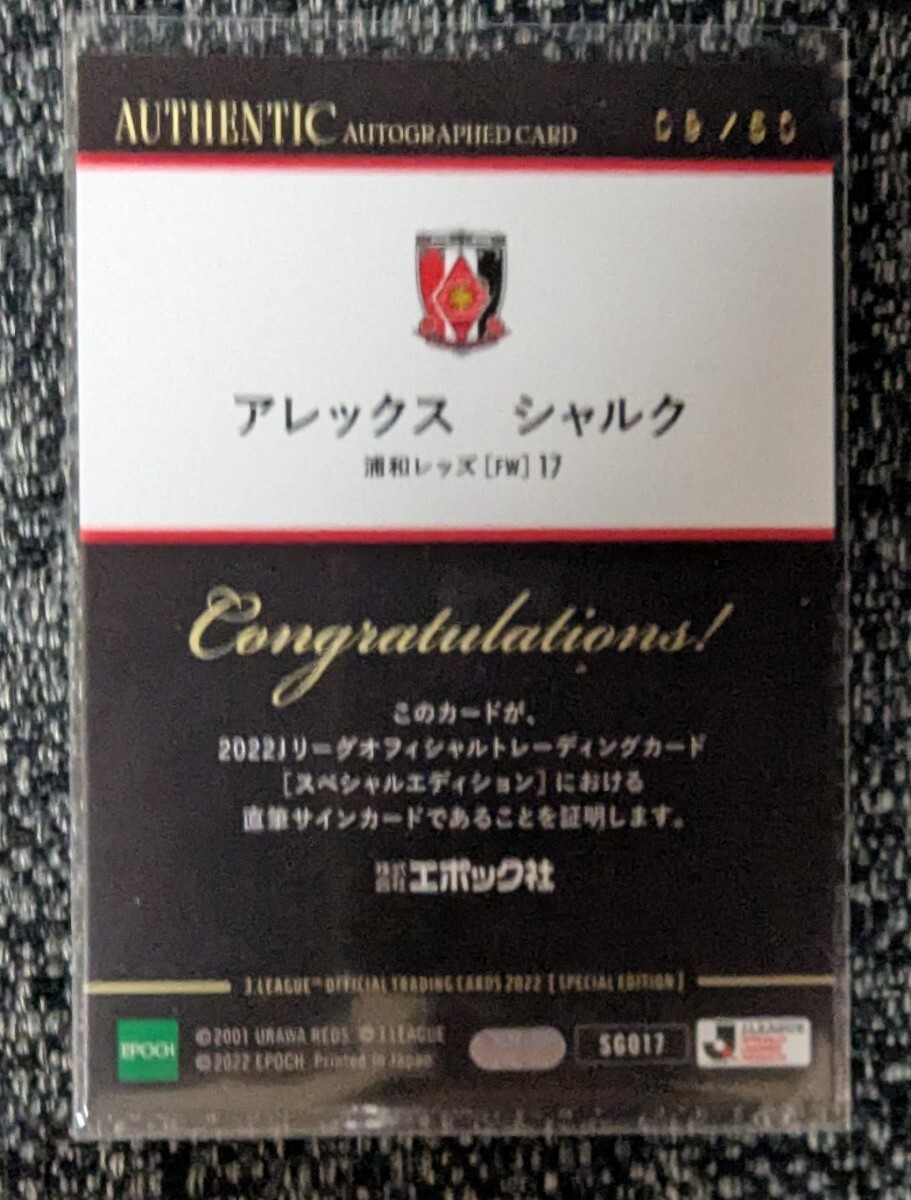 AUTHENTIC AUTOGRAPHED CARD
アレックス　シャルク
浦和レッズ [FW] 17
Congratulations!
このカードが、
2022Jリーグオフィシャルトレーディングカード
[スペシャルエディション] における
直筆サインカードであることを証明します。
株式会社エポック社
J.LEAGUE™ OFFICIAL TRADING CARDS 2022 [SPECIAL EDITION]
EPOCH
©2001 URAWA REDS ©J.LEAGUE
©2022 EPOCH Printed in Japan
SG017
J.LEAGUE